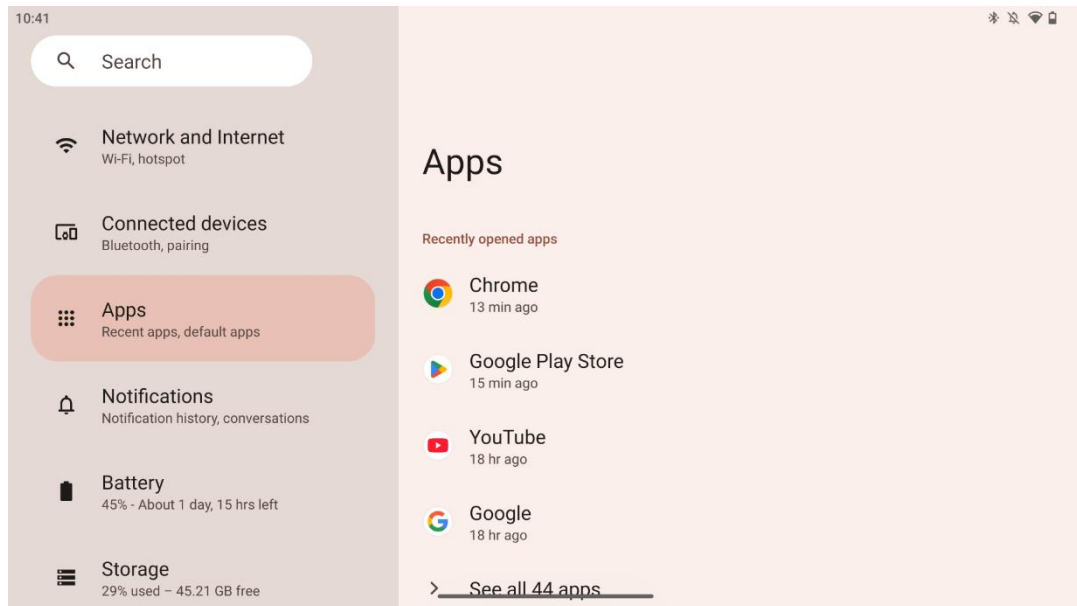 10:41
Search
Network and Internet
Wi-Fi, hotspot
Connected devices
Bluetooth, pairing
Apps
Recent apps, default apps
Notifications
Notification history, conversations
Battery
45% - About 1 day, 15 hrs left
Storage
29% used – 45.21 GB free
Apps
Recently opened apps
Chrome
13 min ago
Google Play Store
15 min ago
YouTube
18 hr ago
Google
18 hr ago
See all 44 apps